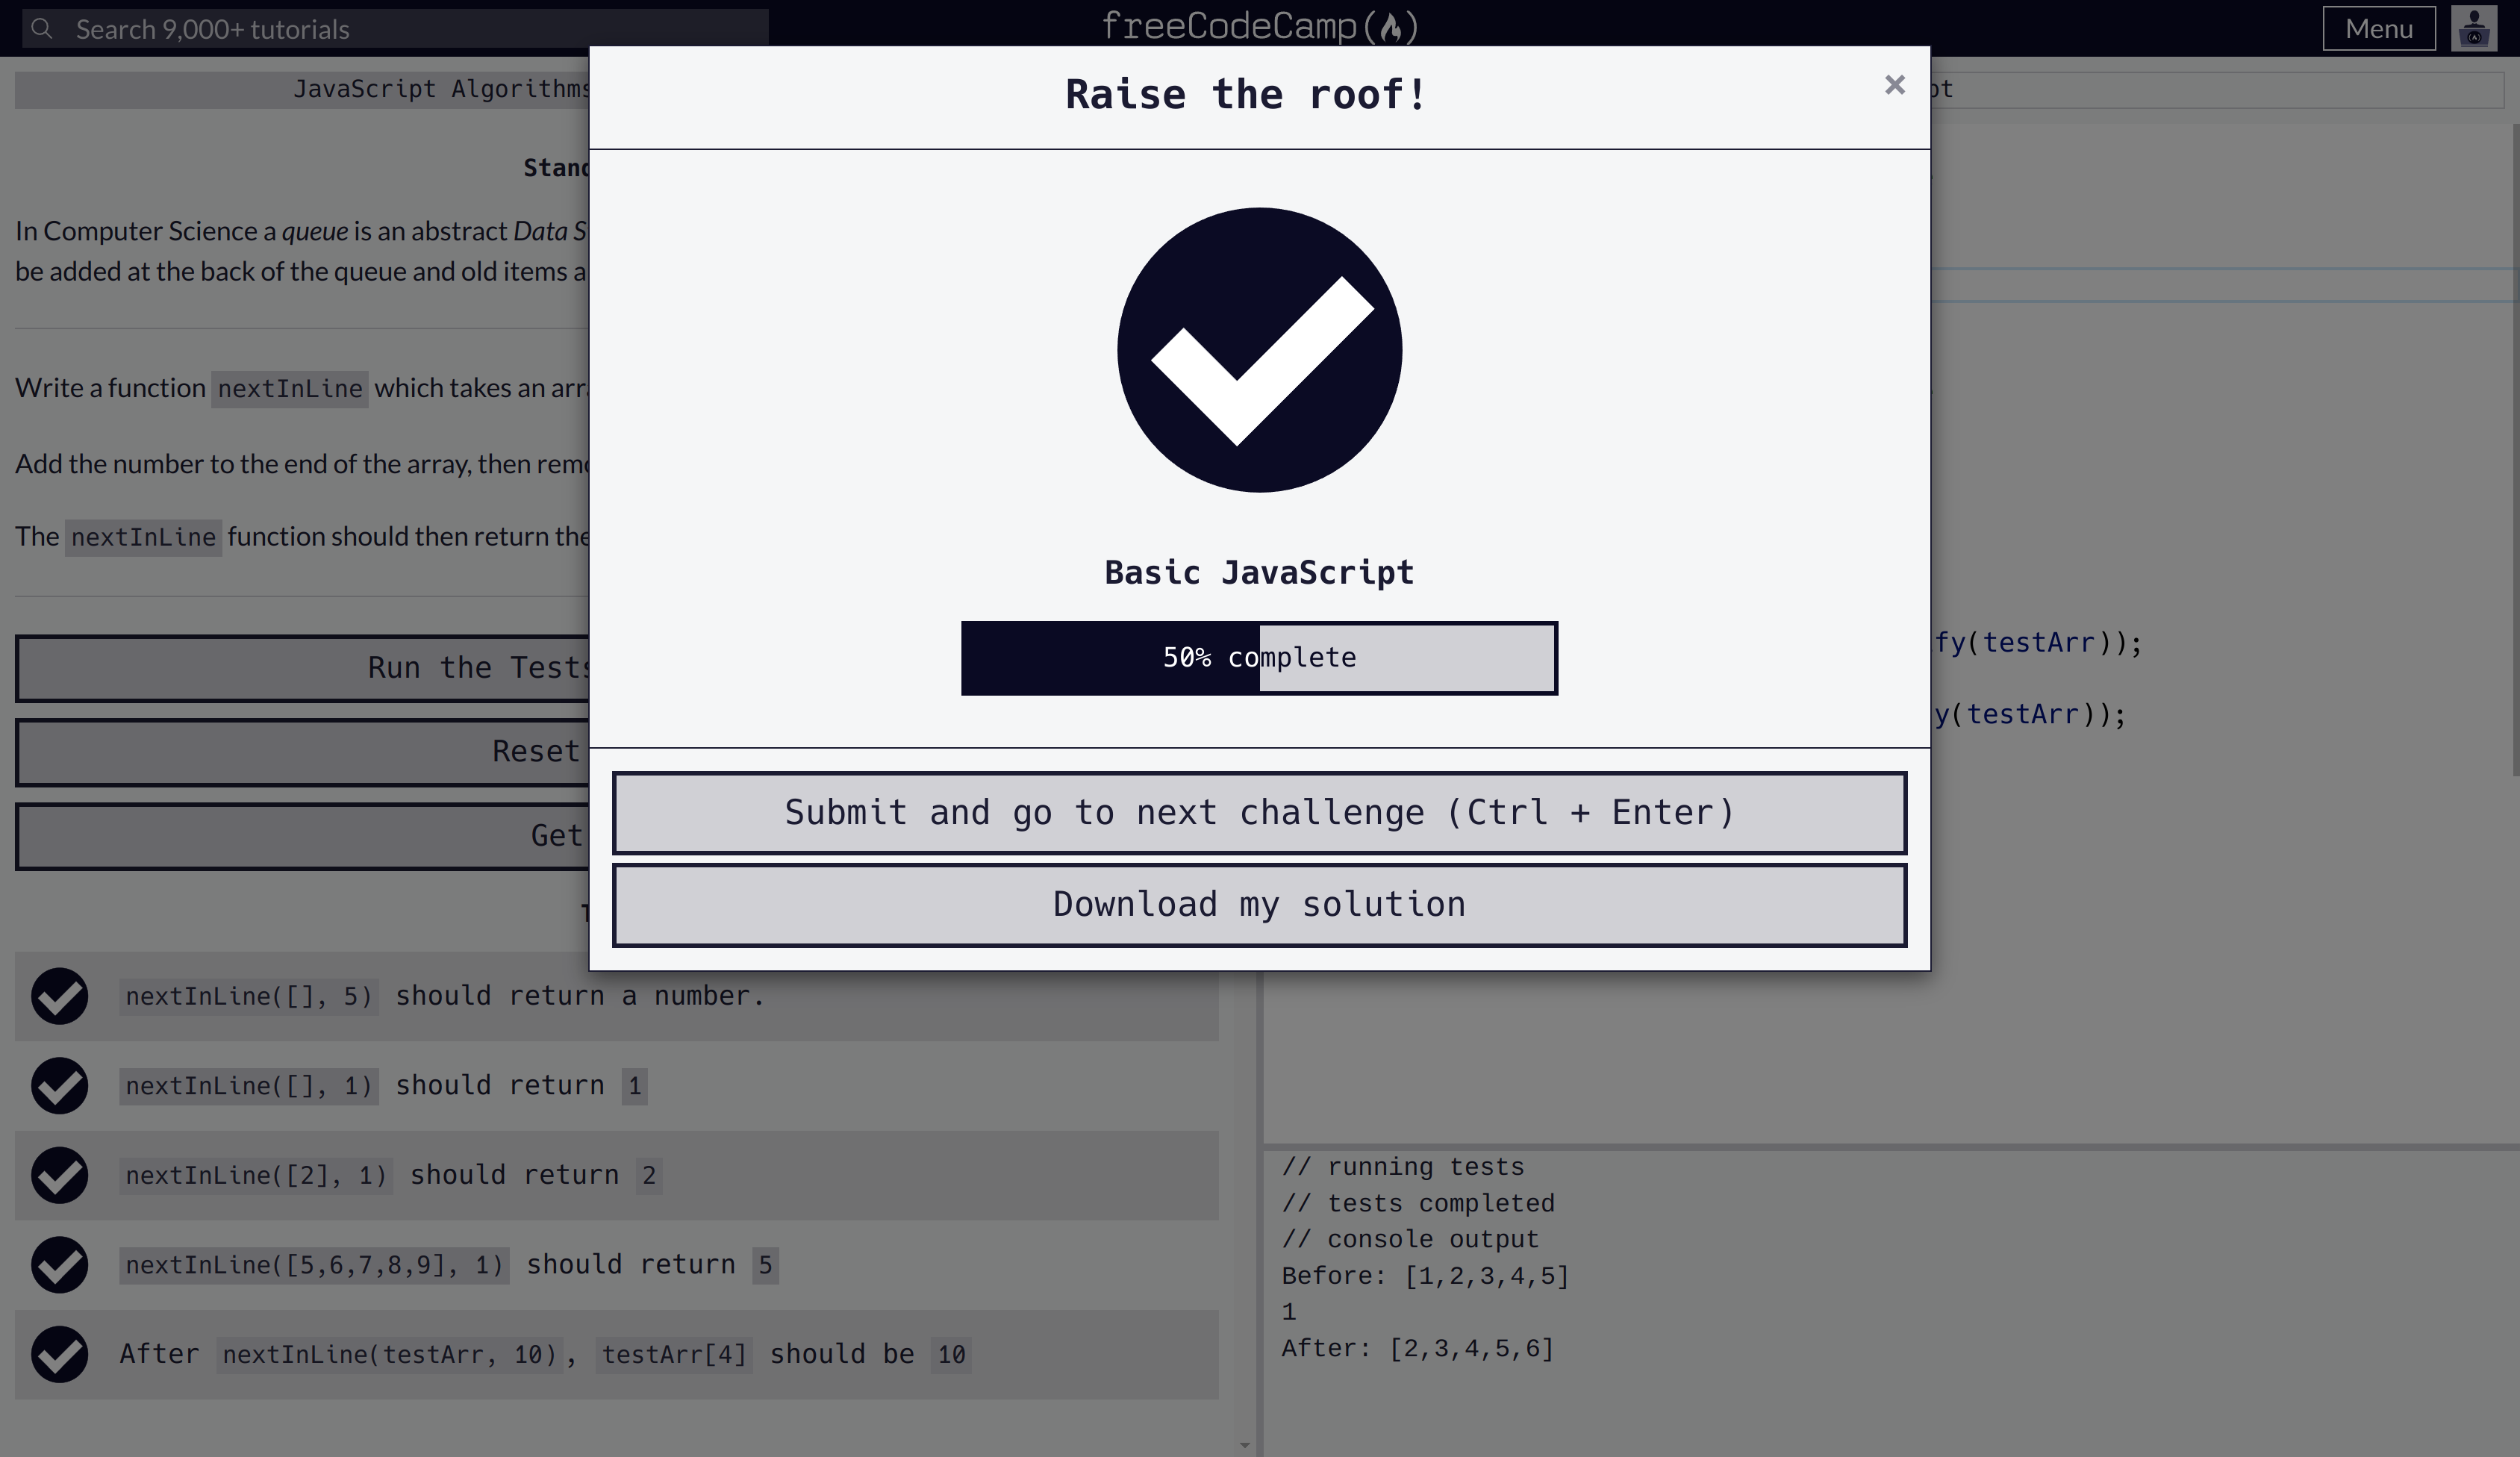 Search 9,000+ tutorials
freeCodeCamp
Menu
JavaScript Algorithms
Raise the roof!
×
In Computer Science a queue is an abstract Data
be added at the back of the queue and old items
Write a function nextInLine which takes an
Add the number to the end of the array, then
The nextInLine function should then return the
Run the Tests
Reset
Get
Basic JavaScript
50% complete
Submit and go to next challenge (Ctrl + Enter)
Download my solution
(testArr));
(testArr));
nextInLine([], 5) should return a number.
nextInLine([], 1) should return 1
nextInLine([2], 1) should return 2
nextInLine([5,6,7,8,9], 1) should return 5
After nextInLine(testArr, 10), testArr[4] should be 10
// running tests
// tests completed
// console output
Before: [1,2,3,4,5]
1
After: [2,3,4,5,6]